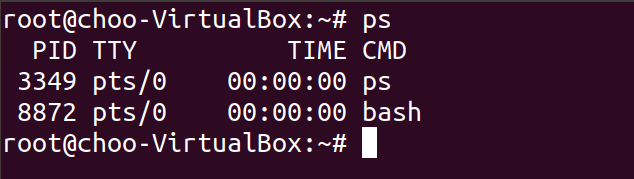 root@choo-VirtualBox:~# ps
  PID TTY          TIME CMD
 3349 pts/0    00:00:00 ps
 8872 pts/0    00:00:00 bash
root@choo-VirtualBox:~#